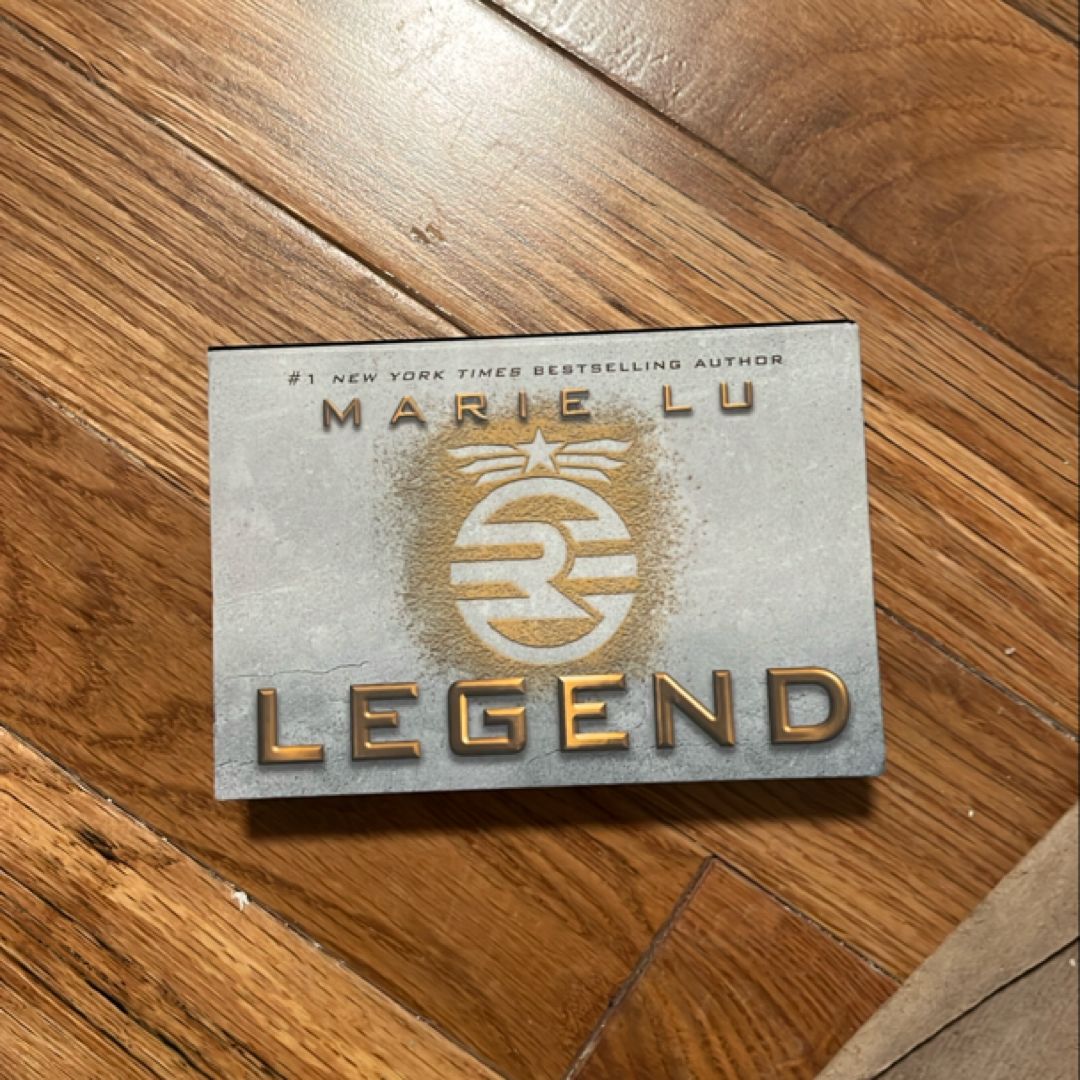 #1 NEW YORK TIMES BESTSELLING AUTHOR
MARIE LU
R
LEGEND